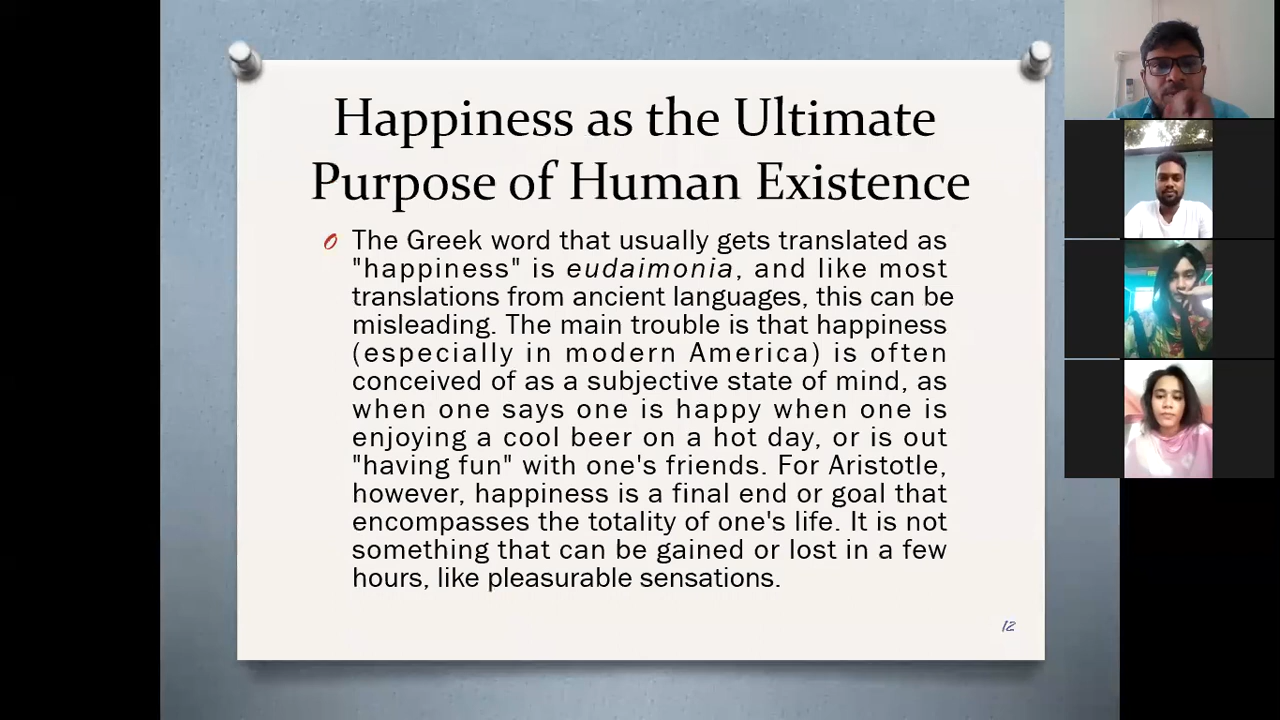 Happiness as the Ultimate
Purpose of Human Existence
The Greek word that usually gets translated as
"happiness" is eudaimonia, and like most
translations from ancient languages, this can be
misleading. The main trouble is that happiness
(especially in modern America) is often
conceived of as a subjective state of mind, as
when one says one is happy when one is
enjoying a cool beer on a hot day, or is out
"having fun" with one's friends. For Aristotle,
however, happiness is a final end or goal that
encompasses the totality of one's life. It is not
something that can be gained or lost in a few
hours, like pleasurable sensations.
12